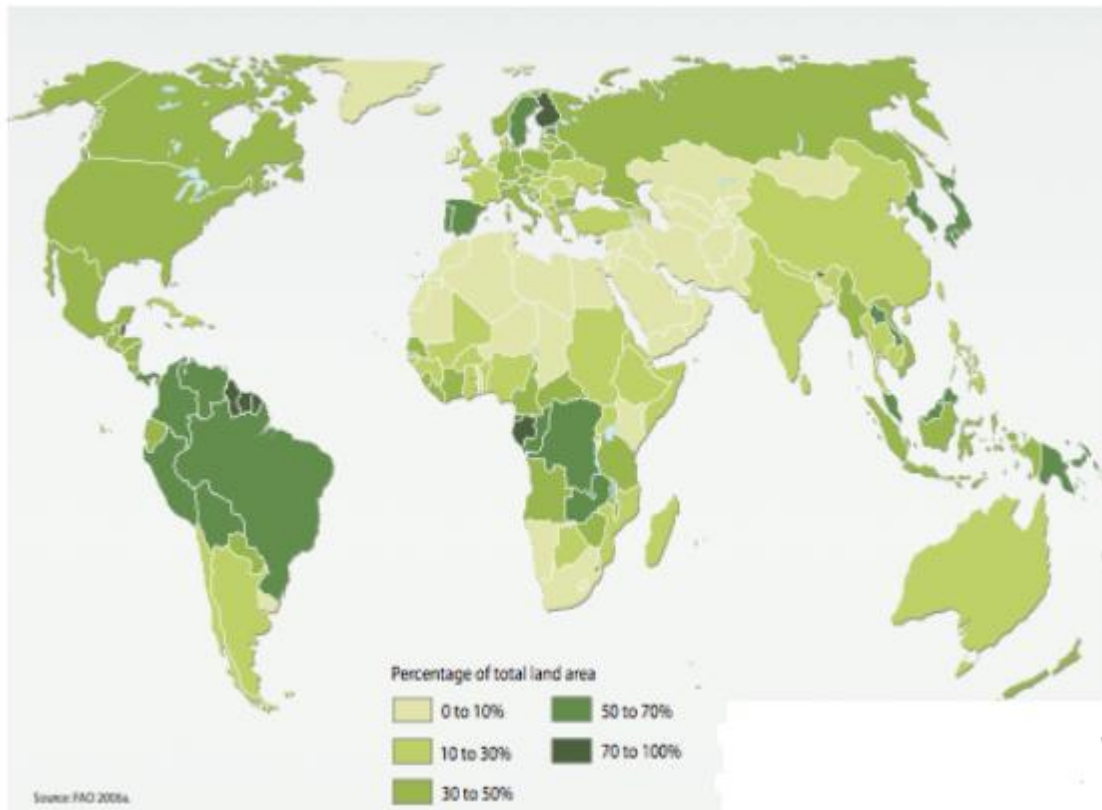 Percentage of total land area
0 to 10%
50 to 70%
10 to 30%
70 to 100%
30 to 50%
Source: FAO 2006a.